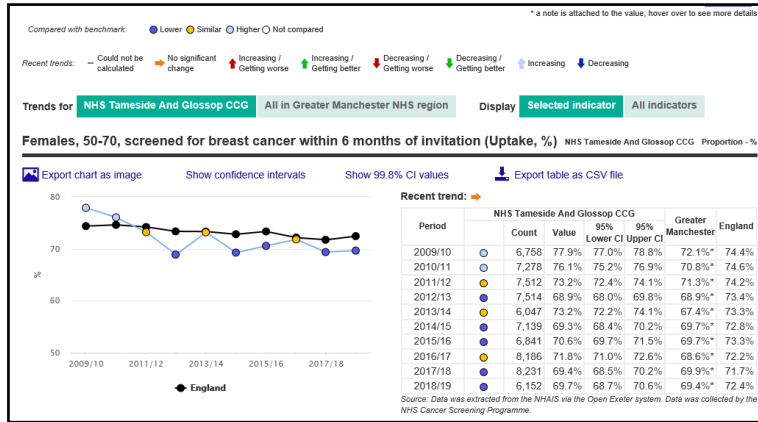 * a note is attached to the value, hover over to see more details
Compared with benchmark: Lower Similar Higher Not compared
Recent trends: – Could not be calculated No significant change Increasing / Getting worse Increasing / Getting better Decreasing / Getting worse Decreasing / Getting better Increasing Decreasing
Trends for NHS Tameside And Glossop CCG All in Greater Manchester NHS region Display Selected indicator All indicators
Females, 50-70, screened for breast cancer within 6 months of invitation (Uptake, %) NHS Tameside And Glossop CCG Proportion - %
Export chart as image Show confidence intervals Show 99.8% CI values Export table as CSV file
80
70
60
50
%
2009/10 2011/12 2013/14 2015/16 2017/18
England
Recent trend:
Period NHS Tameside And Glossop CCG Greater Manchester England
Count Value 95% Lower CI 95% Upper CI
2009/10 6,758 77.9% 77.0% 78.8% 72.1%* 74.4%
2010/11 7,278 76.1% 75.2% 76.9% 70.8%* 74.6%
2011/12 7,512 73.2% 72.4% 74.1% 71.3%* 74.2%
2012/13 7,514 68.9% 68.0% 69.8% 68.9%* 73.4%
2013/14 6,047 73.2% 72.2% 74.1% 67.4%* 73.3%
2014/15 7,139 69.3% 68.4% 70.2% 69.7%* 72.8%
2015/16 6,841 70.6% 69.7% 71.5% 69.7%* 73.3%
2016/17 8,186 71.8% 71.0% 72.6% 68.6%* 72.2%
2017/18 8,231 69.4% 68.5% 70.2% 69.9%* 71.7%
2018/19 6,152 69.7% 68.7% 70.6% 69.4%* 72.4%
Source: Data was extracted from the NHAIS via the Open Exeter system. Data was collected by the
NHS Cancer Screening Programme.